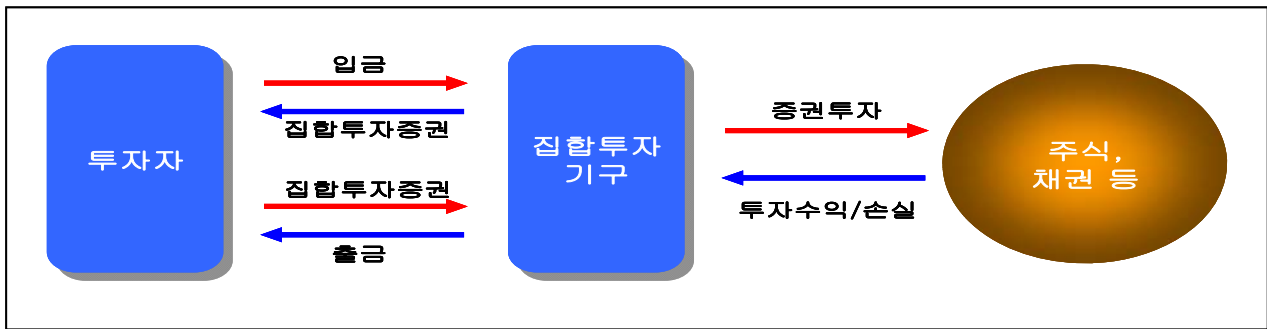 투자자
입금
집합투자증권
집합투자증권
출금
집합투자
기구
증권투자
투자수익/손실
주식,
채권 등